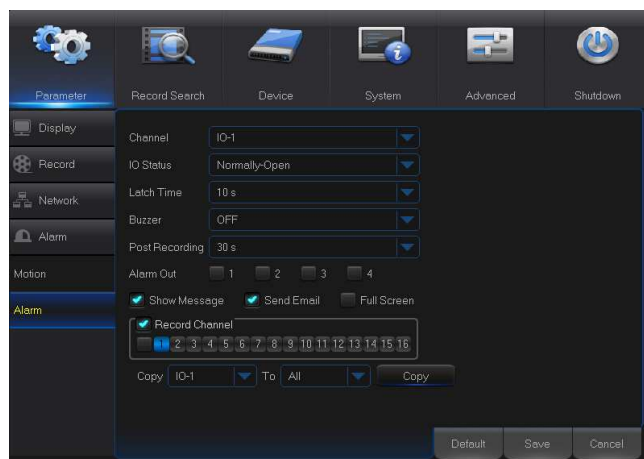 Parameter Record Search Device System Advanced Shutdown
Display
Record
Network
Alarm
Motion
Alarm
Channel IO-1
IO Status Normally-Open
Latch Time 10 s
Buzzer OFF
Post Recording 30 s
Alarm Out 1 2 3 4
Show Message Send Email Full Screen
Record Channel
1 2 3 4 5 6 7 8 9 10 11 12 13 14 15 16
Copy IO-1 To All Copy
Default Save Cancel